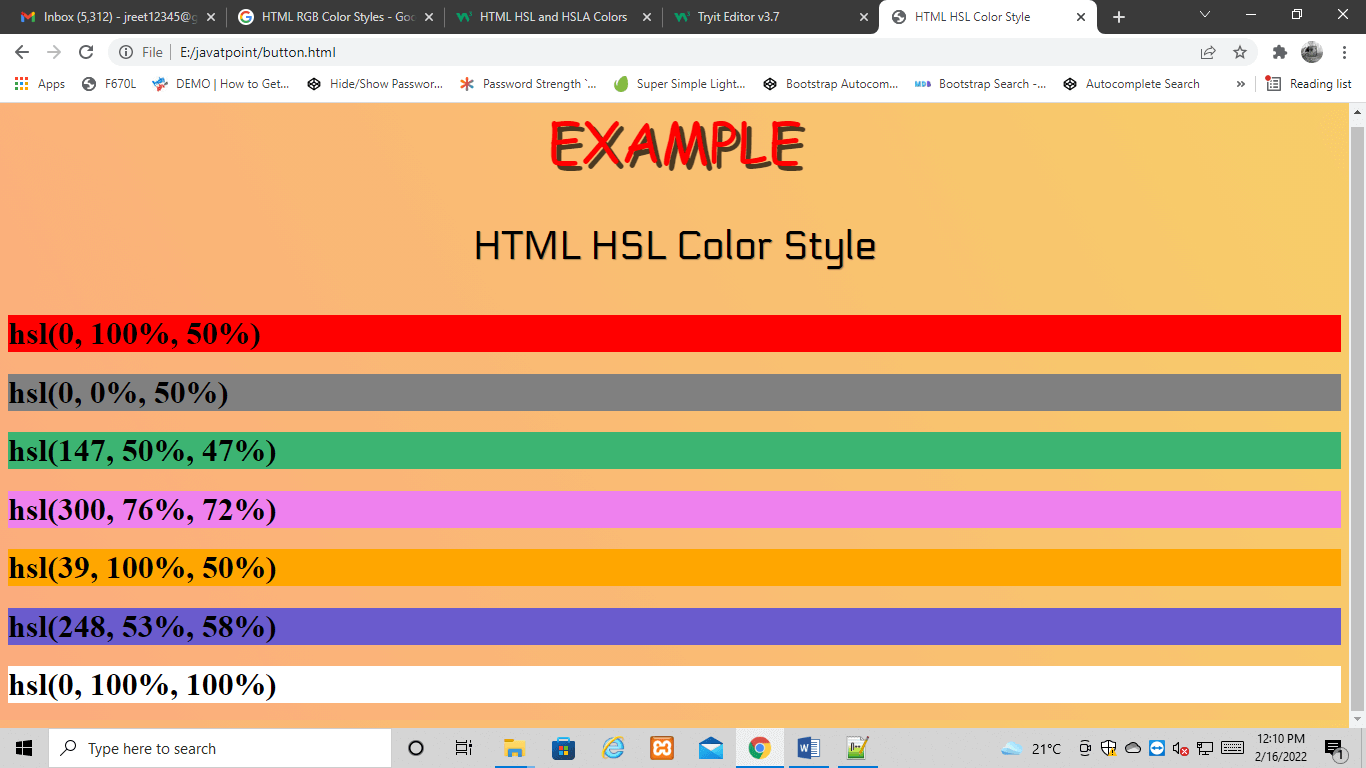 Inbox (5,312) - jreet12345@g
HTML RGB Color Styles - Goo
HTML HSL and HSLA Colors
Tryit Editor v3.7
HTML HSL Color Style
File
E:/javatpoint/button.html
Apps
F670L
DEMO | How to Get...
Hide/Show Passwor...
Password Strength `...
Super Simple Light...
Bootstrap Autocom...
MDB
Bootstrap Search -...
Autocomplete Search
»
Reading list
EXAMPLE
HTML HSL Color Style
hsl(0, 100%, 50%)
hsl(0, 0%, 50%)
hsl(147, 50%, 47%)
hsl(300, 76%, 72%)
hsl(39, 100%, 50%)
hsl(248, 53%, 58%)
hsl(0, 100%, 100%)
Type here to search
21°C
12:10 PM
2/16/2022
1